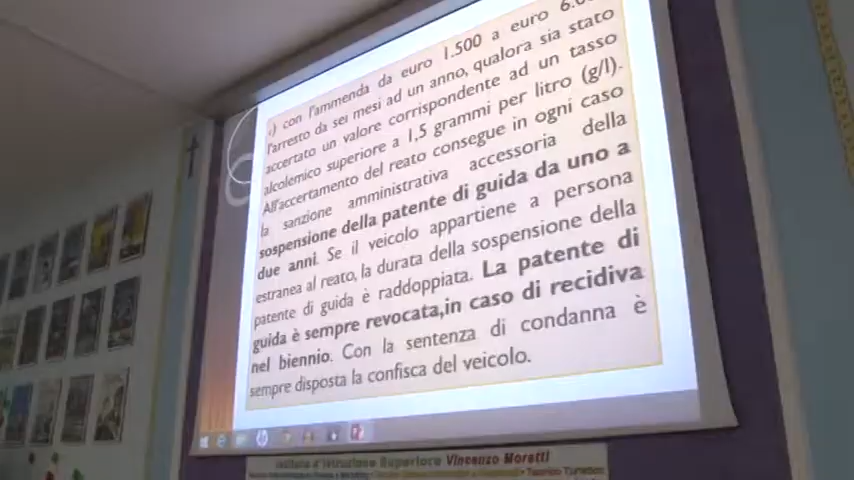 c) con l'ammenda da euro 1.500 a euro
l'arresto da sei mesi ad un anno, qualora sia stato
accertato un valore corrispondente ad un tasso
alcolemico superiore a 1,5 grammi per litro (g/l).
All'accertamento del reato consegue in ogni caso
la sanzione amministrativa accessoria della
sospensione della patente di guida da uno a
due anni. Se il veicolo appartiene a persona
estranea al reato, la durata della sospensione della
patente di guida è raddoppiata. La patente di
guida è sempre revocata,in caso di recidiva
nel biennio. Con la sentenza di condanna è
sempre disposta la confisca del veicolo.
Istituto d'Istruzione Superiore Vincenzo Moretti
Tecnico Turistico